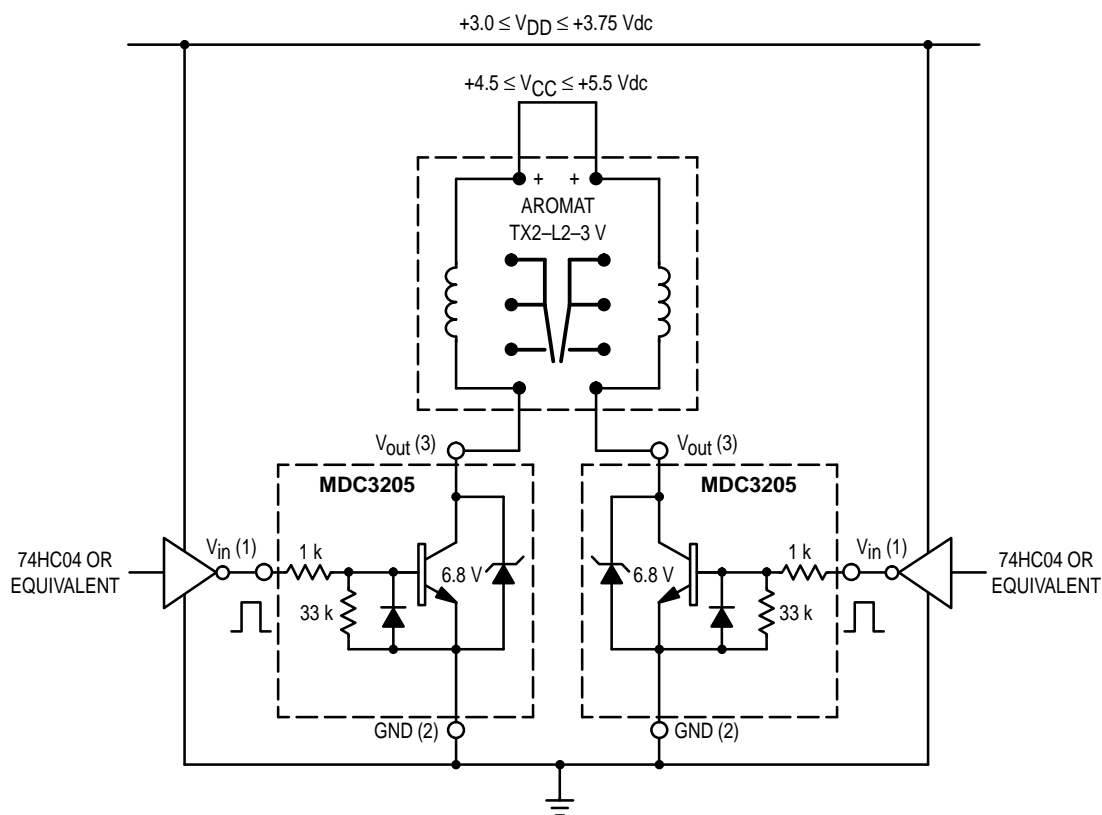 +3.0 ≤ VDD ≤ +3.75 Vdc
+4.5 ≤ VCC ≤ +5.5 Vdc
+ +
AROMAT
TX2–L2–3 V
Vout (3)
Vout (3)
MDC3205
MDC3205
74HC04 OR
EQUIVALENT
Vin (1)
1 k
6.8 V
33 k
6.8 V
1 k
33 k
Vin (1)
74HC04 OR
EQUIVALENT
GND (2)
GND (2)